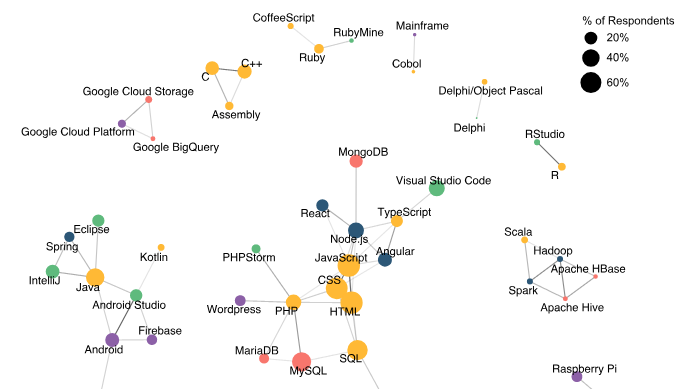 CoffeeScript
RubyMine
Ruby
Mainframe
Cobol
% of Respondents
20%
40%
60%
C++
C
Assembly
Google Cloud Storage
Google Cloud Platform
Google BigQuery
Delphi/Object Pascal
Delphi
RStudio
R
MongoDB
Visual Studio Code
React
TypeScript
Node.js
Angular
JavaScript
CSS
HTML
PHPStorm
Wordpress
PHP
MariaDB
MySQL
SQL
Eclipse
Spring
IntelliJ
Java
Kotlin
Android Studio
Firebase
Android
Scala
Hadoop
Apache HBase
Spark
Apache Hive
Raspberry Pi